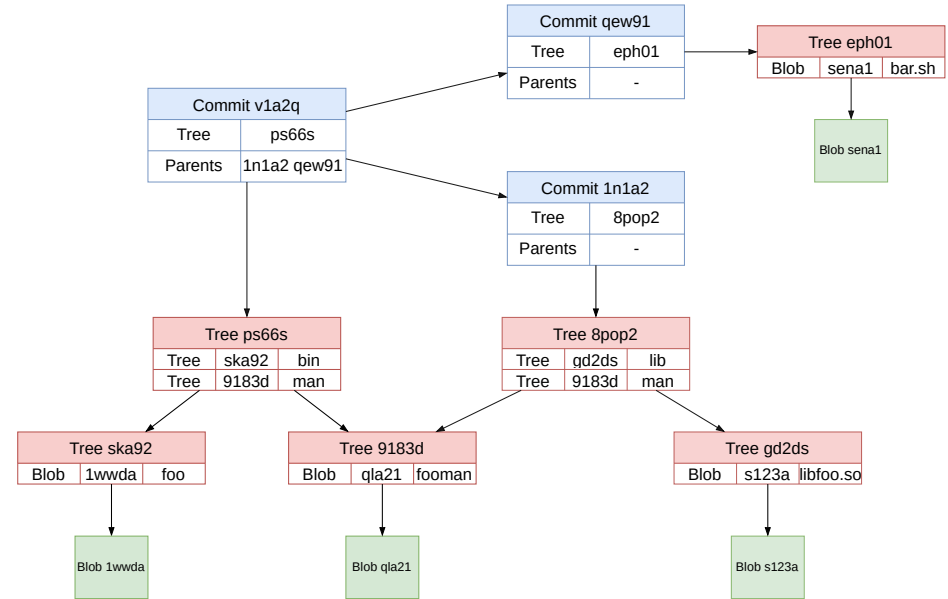 Commit qew91
Tree eph01
Parents -
Tree eph01
Blob sena1 bar.sh
Blob sena1
Commit v1a2q
Tree ps66s
Parents 1n1a2 qew91
Commit 1n1a2
Tree 8pop2
Parents -
Tree ps66s
Tree ska92 bin
Tree 9183d man
Tree 8pop2
Tree gd2ds lib
Tree 9183d man
Tree ska92
Blob 1wwda foo
Tree 9183d
Blob qla21 fooman
Tree gd2ds
Blob s123a libfoo.so
Blob 1wwda
Blob qla21
Blob s123a